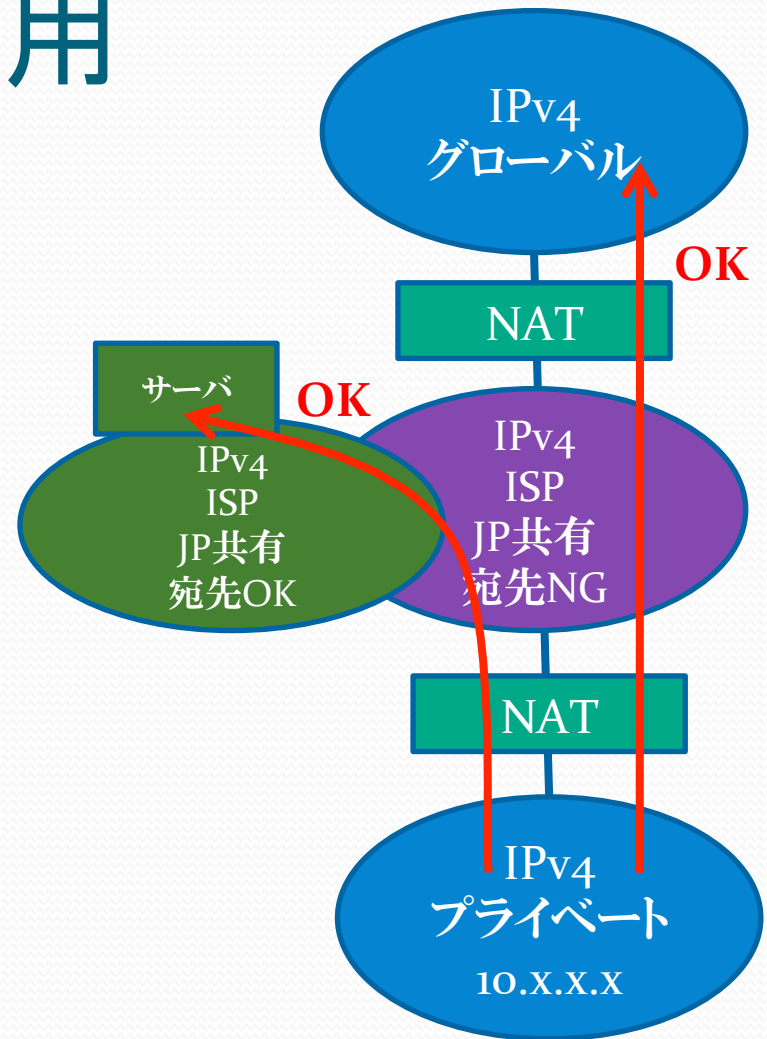 用
IPv4
グローバル
OK
NAT
サーバ
OK
IPv4
ISP
JP共有
宛先OK
IPv4
ISP
JP共有
宛先NG
NAT
IPv4
プライベート
10.x.x.x